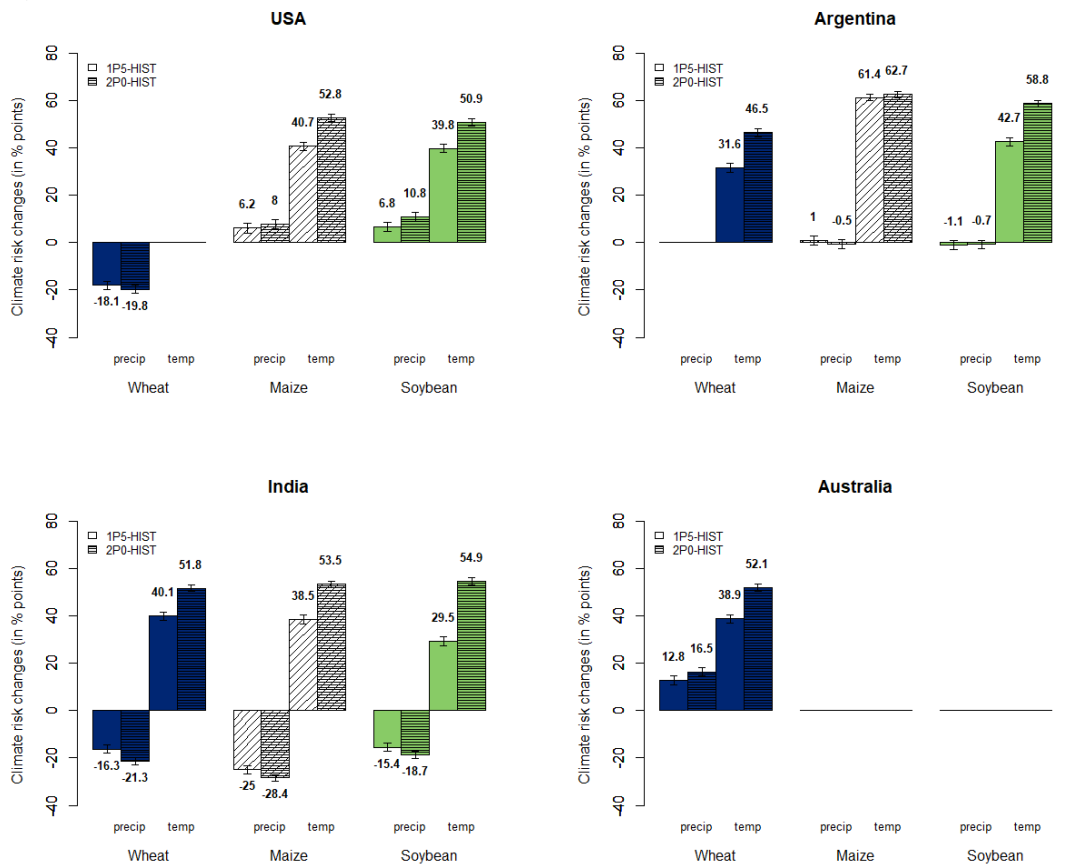 USA
Climate risk changes (in % points)
80
60
40
20
0
-20
-40
1P5-HIST
2P0-HIST
-18.1
-19.8
6.2
8
40.7
52.8
6.8
10.8
39.8
50.9
precip temp precip temp precip temp
Wheat Maize Soybean
Argentina
Climate risk changes (in % points)
80
60
40
20
0
-20
-40
1P5-HIST
2P0-HIST
31.6
46.5
1
-0.5
61.4
62.7
-1.1
-0.7
42.7
58.8
precip temp precip temp precip temp
Wheat Maize Soybean
India
Climate risk changes (in % points)
80
60
40
20
0
-20
-40
1P5-HIST
2P0-HIST
-16.3
-21.3
40.1
51.8
-25
-28.4
38.5
53.5
-15.4
-18.7
29.5
54.9
precip temp precip temp precip temp
Wheat Maize Soybean
Australia
Climate risk changes (in % points)
80
60
40
20
0
-20
-40
1P5-HIST
2P0-HIST
12.8
16.5
38.9
52.1
precip temp precip temp precip temp
Wheat Maize Soybean